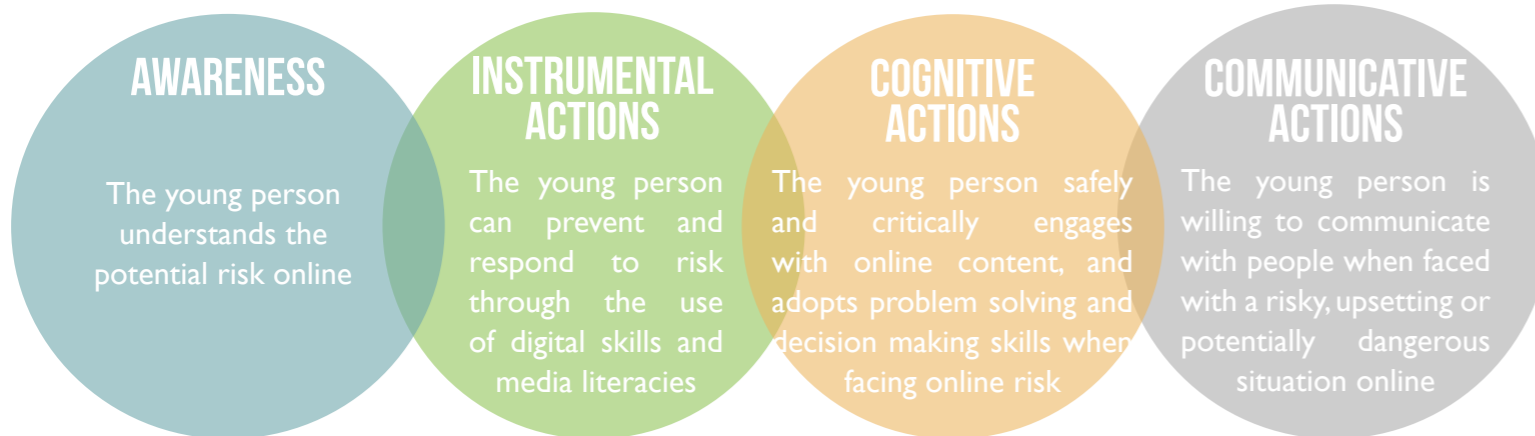 AWARENESS
The young person
understands the
potential risk online
INSTRUMENTAL
ACTIONS
The young person
can prevent and
respond to risk
through the use
of digital skills and
media literacies
COGNITIVE
ACTIONS
The young person safely
and critically engages
with online content, and
adopts problem solving and
decision making skills when
facing online risk
COMMUNICATIVE
ACTIONS
The young person is
willing to communicate
with people when faced
with a risky, upsetting or
potentially dangerous
situation online